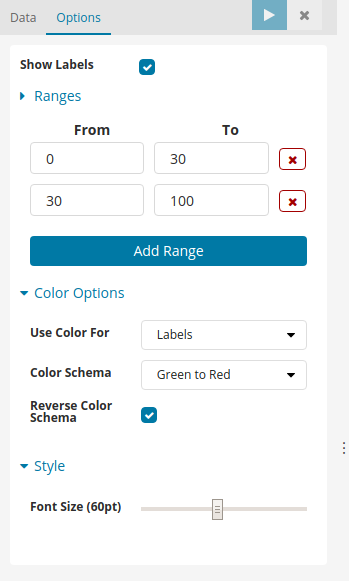 Data Options
Show Labels
Ranges
From To
0 30
30 100
Add Range
Color Options
Use Color For Labels
Color Schema Green to Red
Reverse Color
Schema
Style
Font Size (60pt)